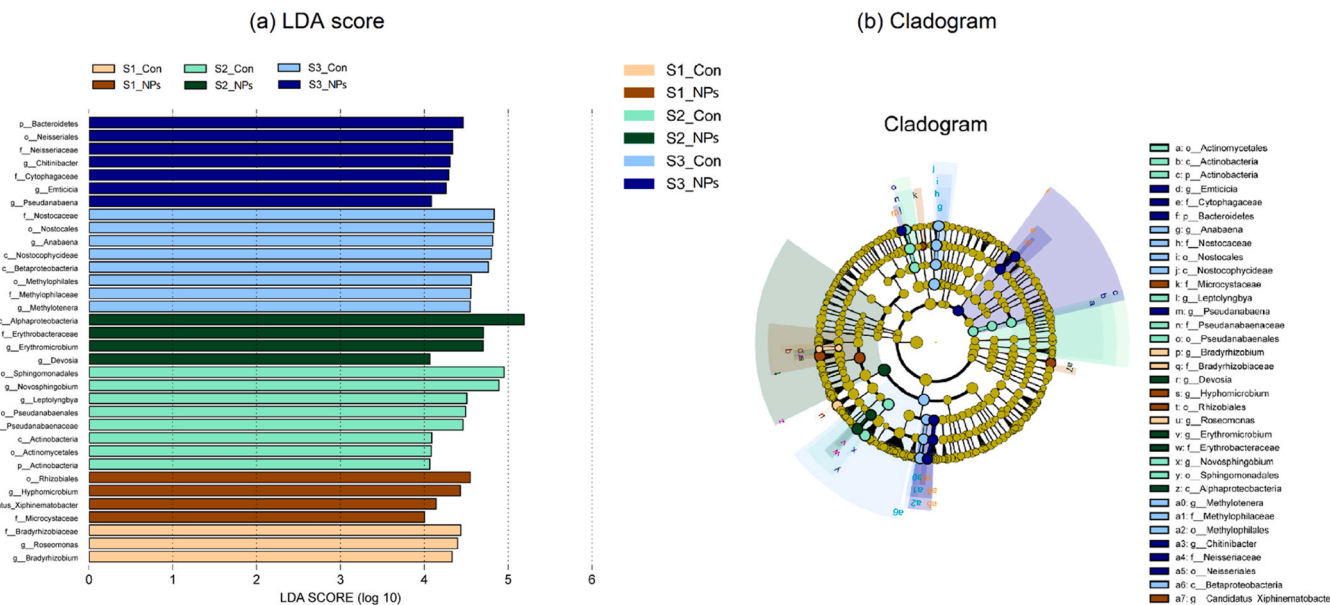 (a) LDA score
(b) Cladogram
S1_Con
S2_Con
S3_Con
S1_NPs
S2_NPs
S3_NPs
p__Bacteroidetes
o__Neisseriales
f__Neisseriaceae
g__Chitinibacter
f__Cytophagaceae
g__Emticicia
g__Pseudanabaena
f__Nostocaceae
o__Nostocales
g__Anabaena
c__Nostocophycideae
c__Betaproteobacteria
o__Methylophilales
f__Methylophilaceae
g__Methylotenera
c__Alphaproteobacteria
f__Erythrobacteraceae
g__Erythromicrobium
g__Devosia
o__Sphingomonadales
g__Novosphingobium
g__Leptolyngbya
o__Pseudanabaenales
__Pseudanabaenaceae
c__Actinobacteria
o__Actinomycetales
p__Actinobacteria
o__Rhizobiales
g__Hyphomicrobium
atus_Xiphinematobacter
f__Microcystaceae
f__Bradyrhizobiaceae
g__Roseomonas
g__Bradyrhizobium
0 1 2 3 4 5 6
LDA SCORE (log 10)
S1_Con
S1_NPs
S2_Con
S2_NPs
S3_Con
S3_NPs
Cladogram
j
i
h
g
k
o
n
c
b
a
a7
t
u
x
y
a6
a1
a2
a: o__Actinomycetales
b: c__Actinobacteria
c: p__Actinobacteria
d: g__Emticicia
e: f__Cytophagaceae
f: p__Bacteroidetes
g: g__Anabaena
h: f__Nostocaceae
i: o__Nostocales
j: c__Nostocophycideae
k: f__Microcystaceae
l: g__Leptolyngbya
m: g__Pseudanabaena
n: f__Pseudanabaenaceae
o: o__Pseudanabaenales
p: g__Bradyrhizobium
q: f__Bradyrhizobiaceae
r: g__Devosia
s: g__Hyphomicrobium
t: o__Rhizobiales
u: g__Roseomonas
v: g__Erythromicrobium
w: f__Erythrobacteraceae
x: g__Novosphingobium
y: o__Sphingomonadales
z: c__Alphaproteobacteria
a0: g__Methylotenera
a1: f__Methylophilaceae
a2: o__Methylophilales
a3: g__Chitinibacter
a4: f__Neisseriaceae
a5: o__Neisseriales
a6: c__Betaproteobacteria
a7: g__Candidatus_Xiphinematobacte